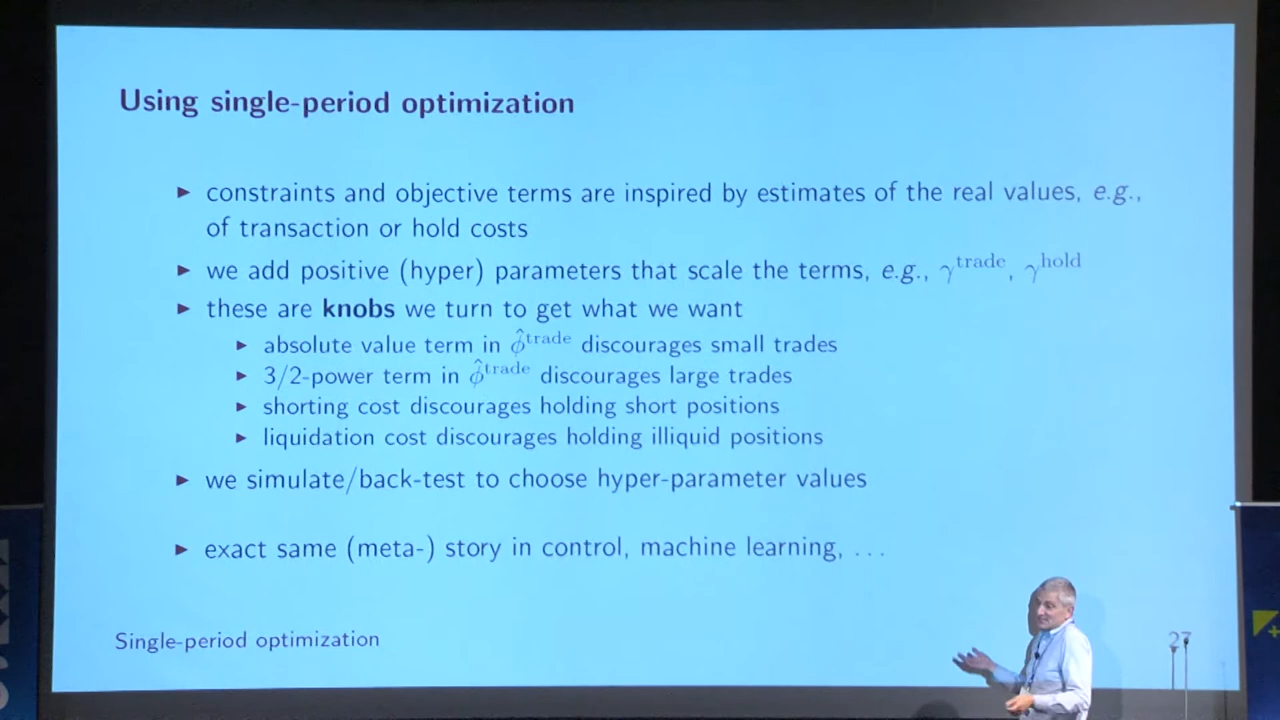 Using single-period optimization
▶ constraints and objective terms are inspired by estimates of the real values, e.g.,
of transaction or hold costs
▶ we add positive (hyper) parameters that scale the terms, e.g., γ^trade, γ^hold
▶ these are knobs we turn to get what we want
▶ absolute value term in φ̂^trade discourages small trades
▶ 3/2-power term in φ̂^trade discourages large trades
▶ shorting cost discourages holding short positions
▶ liquidation cost discourages holding illiquid positions
▶ we simulate/back-test to choose hyper-parameter values
▶ exact same (meta-) story in control, machine learning, ...
Single-period optimization
27